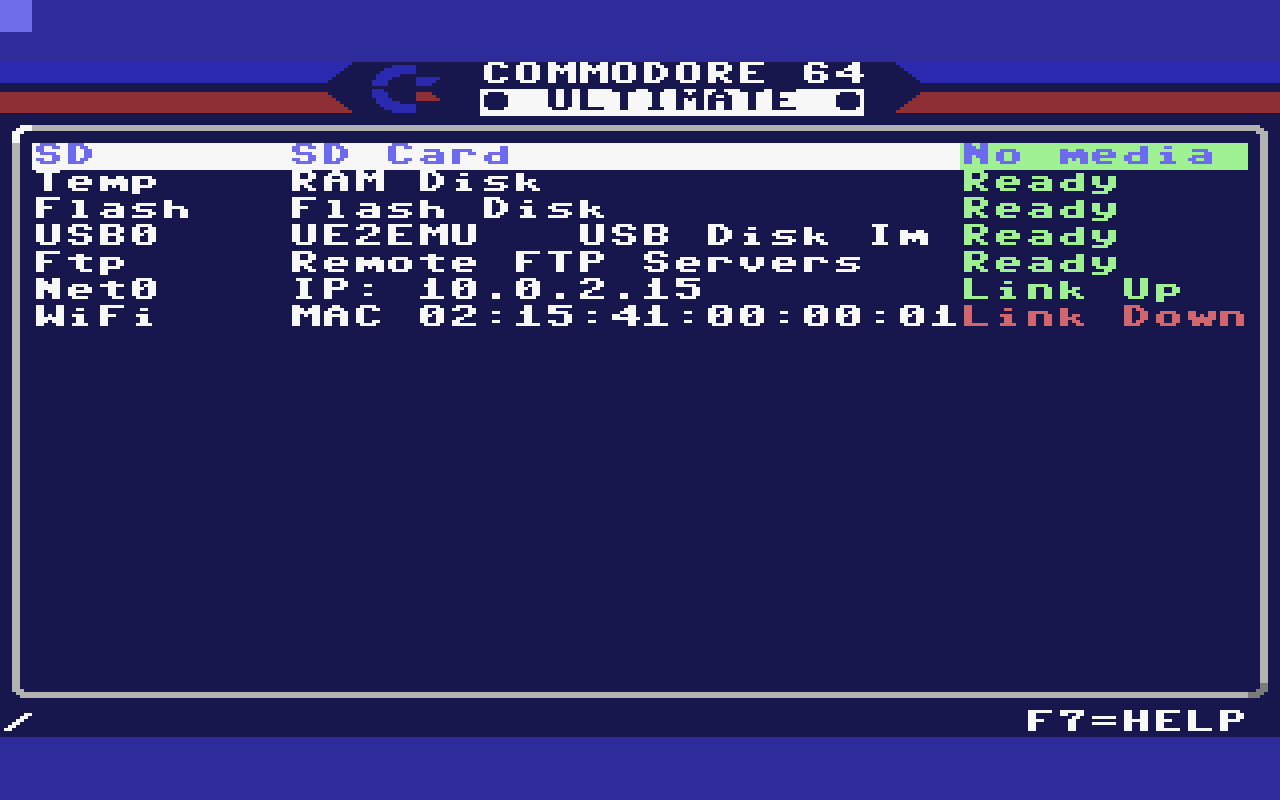 COMMODORE 64
ULTIMATE
SD SD Card No media
Temp RAM Disk Ready
Flash Flash Disk Ready
USB0 UE2EMU USB Disk Im Ready
Ftp Remote FTP Servers Ready
Net0 IP: 10.0.2.15 Link Up
WiFi MAC 02:15:41:00:00:01 Link Down
/ F7=HELP